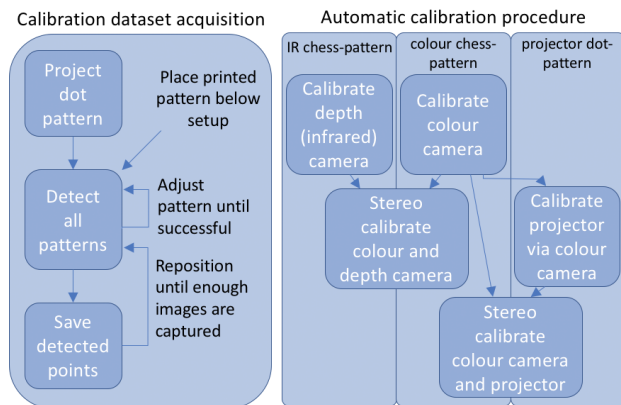 Calibration dataset acquisition
Project
dot
pattern
Place printed
pattern below
setup
Detect
all
patterns
Adjust
pattern until
successful
Reposition
until enough
images are
captured
Save
detected
points
Automatic calibration procedure
IR chess-pattern
colour chess-
pattern
projector dot-
pattern
Calibrate
depth
(infrared)
camera
Calibrate
colour
camera
Stereo
calibrate
colour and
depth camera
Calibrate
projector
via colour
camera
Stereo
calibrate
colour camera
and projector